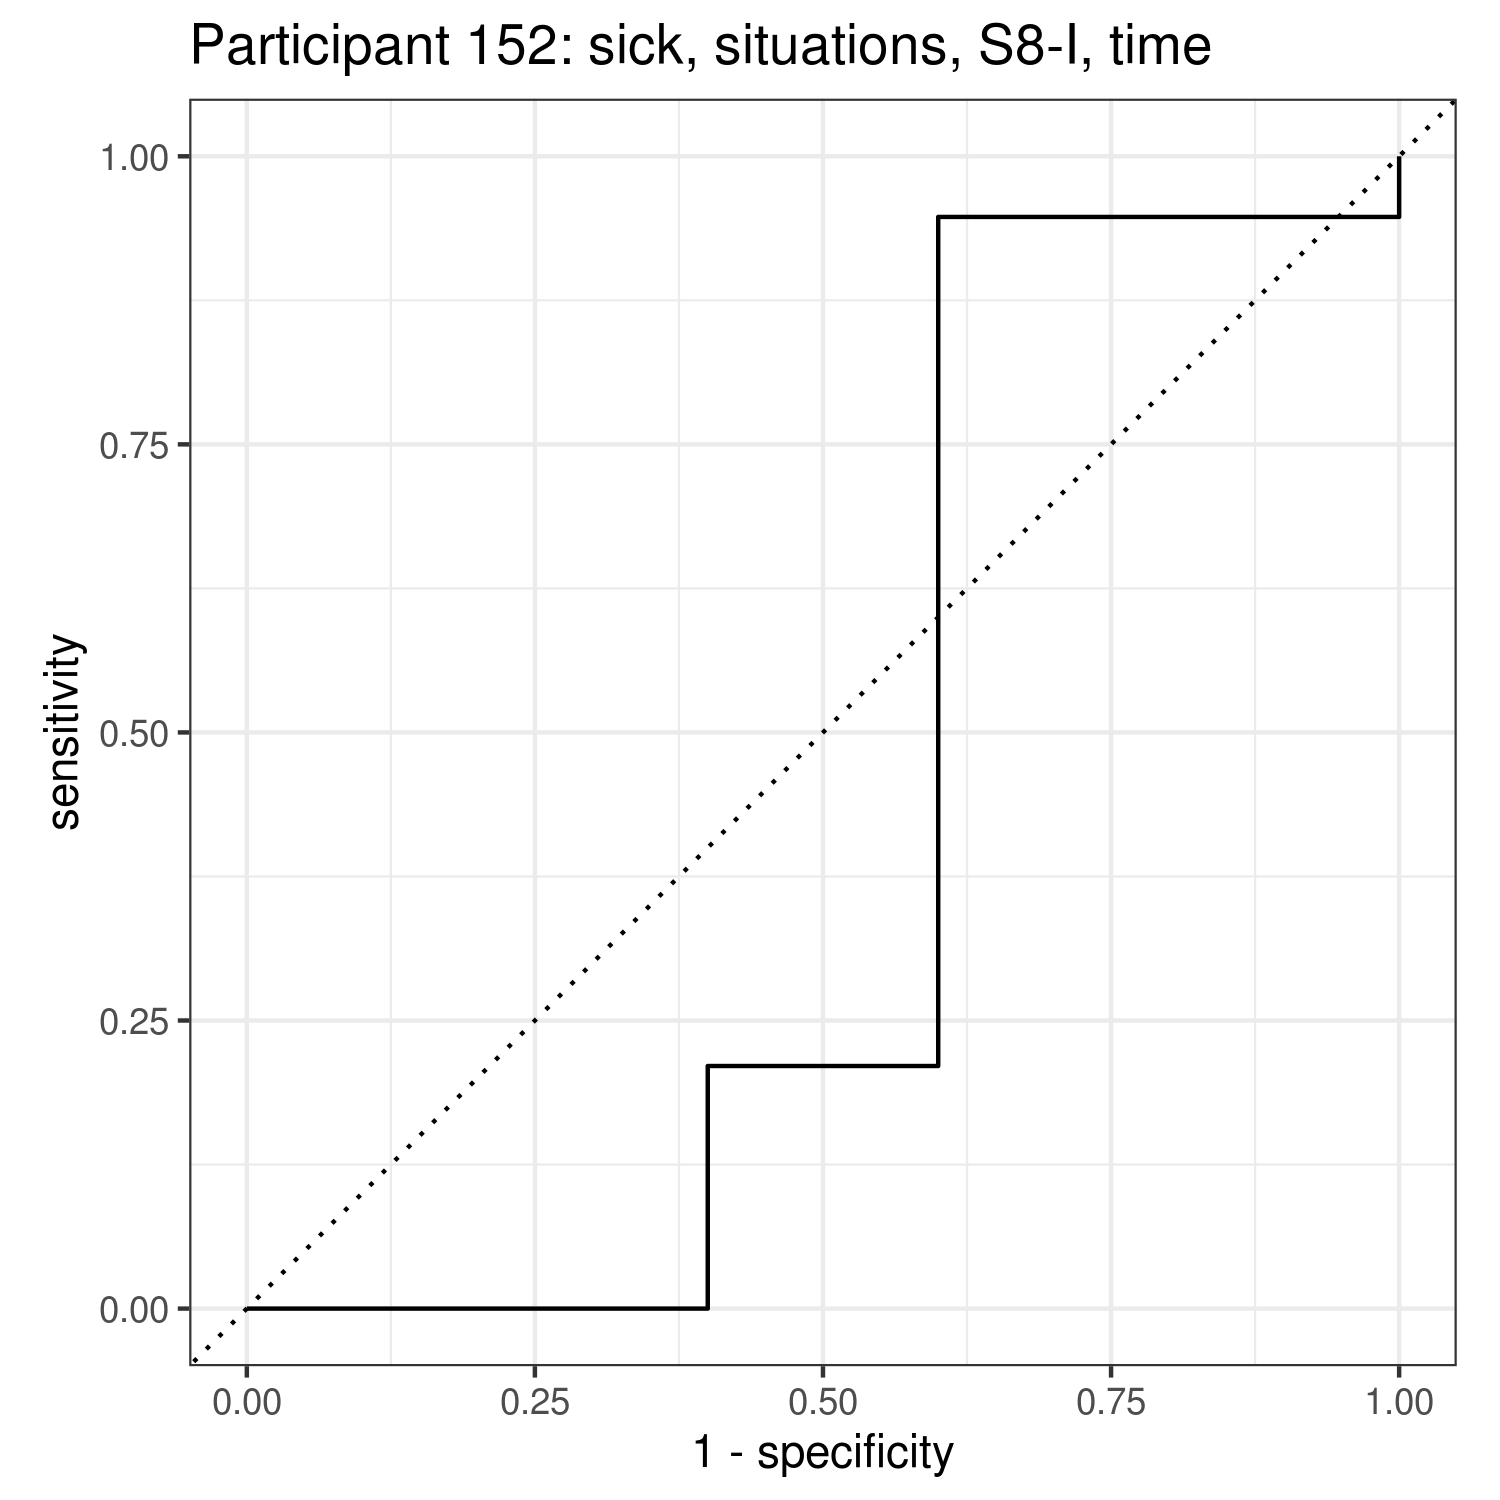 Participant 152: sick, situations, S8-I, time
1.00
0.75
0.50
0.25
0.00
sensitivity
0.00 0.25 0.50 0.75 1.00
1 - specificity